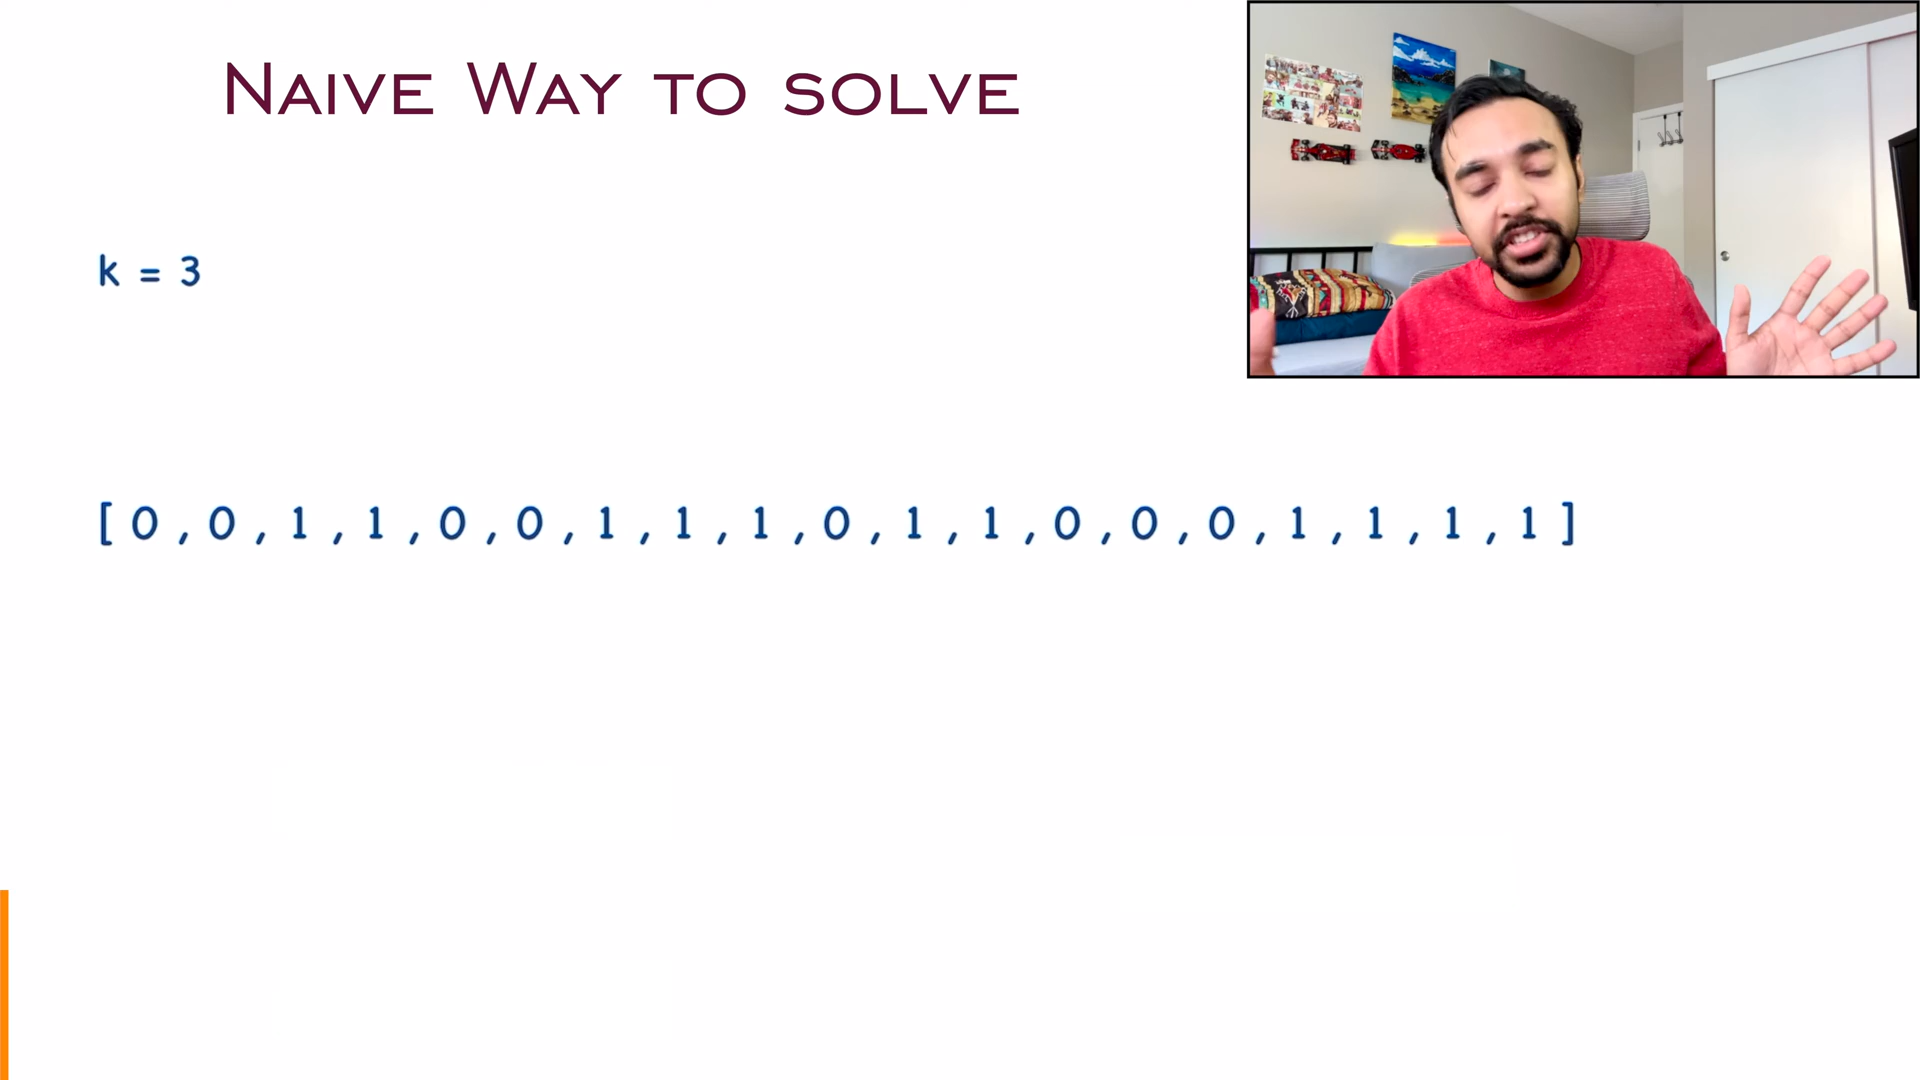 NAIVE WAY TO SOLVE
k = 3
[ 0 , 0 , 1 , 1 , 0 , 0 , 1 , 1 , 1 , 0 , 1 , 1 , 0 , 0 , 0 , 1 , 1 , 1 , 1 ]